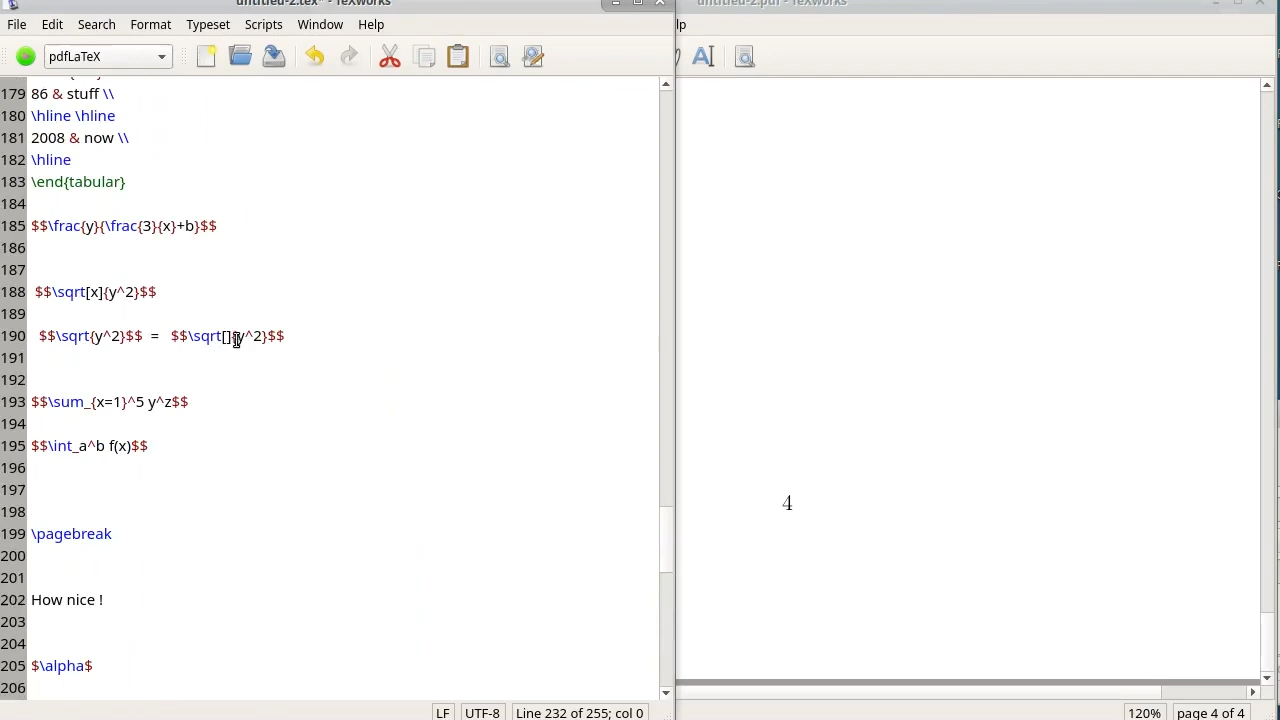 untitled-2.tex* - TeXworks
untitled-2.pdf - TeXworks
File Edit Search Format Typeset Scripts Window Help
lp
pdfLaTeX
179 86 & stuff \\
180 \hline \hline
181 2008 & now \\
182 \hline
183 \end{tabular}
184
185 $$\frac{y}{\frac{3}{x}+b}$$
186
187
188 $$\sqrt[x]{y^2}$$
189
190 $$\sqrt{y^2}$$ = $$\sqrt[]{y^2}$$
191
192
193 $$\sum_{x=1}^5 y^z$$
194
195 $$\int_a^b f(x)$$
196
197
198
199 \pagebreak
200
201
202 How nice !
203
204
205 $\alpha$
206
4
LF UTF-8 Line 232 of 255; col 0
120% page 4 of 4